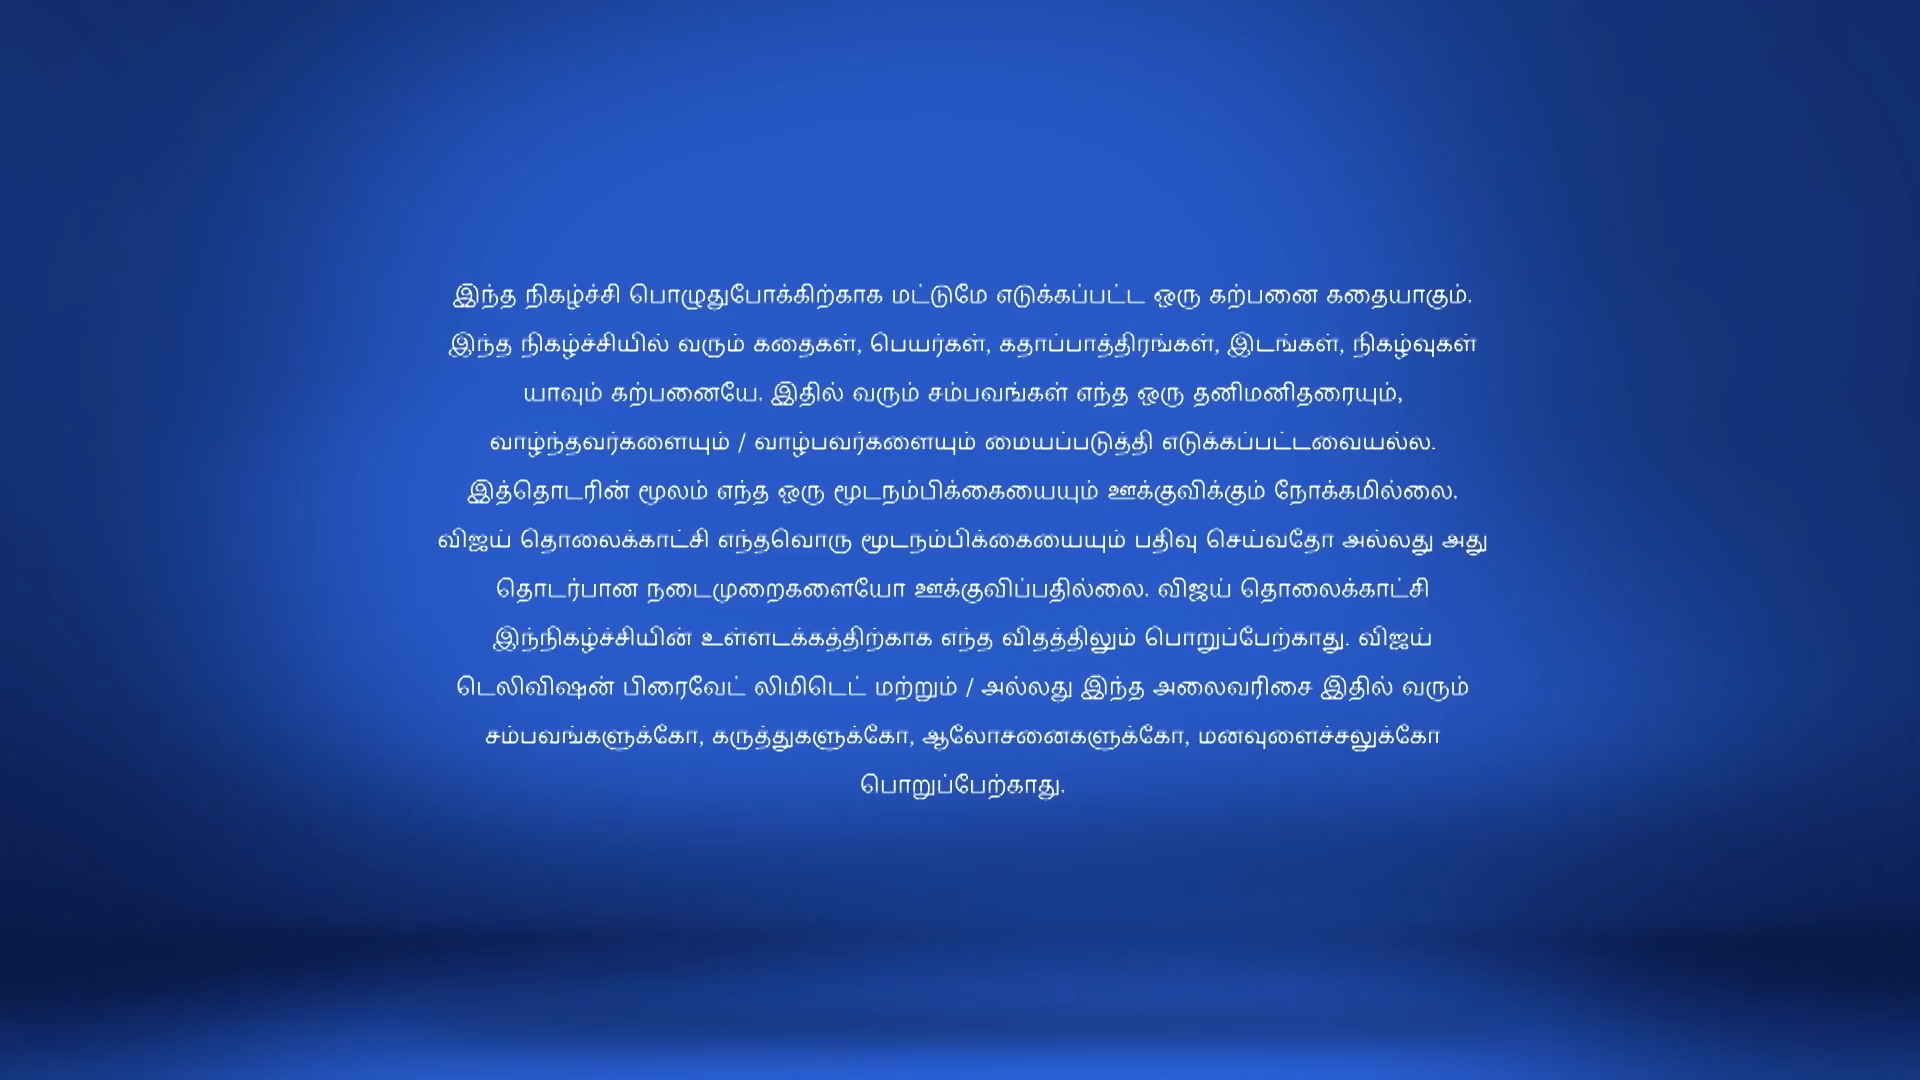 இந்த நிகழ்ச்சி பொழுதுபோக்கிற்காக மட்டுமே எடுக்கப்பட்ட ஒரு கற்பனை கதையாகும்.
இந்த நிகழ்ச்சியில் வரும் கதைகள், பெயர்கள், கதாப்பாத்திரங்கள், இடங்கள், நிகழ்வுகள்
யாவும் கற்பனையே. இதில் வரும் சம்பவங்கள் எந்த ஒரு தனிமனிதரையும்,
வாழ்ந்தவர்களையும் / வாழ்பவர்களையும் மையப்படுத்தி எடுக்கப்பட்டவையல்ல.
இத்தொடரின் மூலம் எந்த ஒரு மூடநம்பிக்கையையும் ஊக்குவிக்கும் நோக்கமில்லை.
விஜய் தொலைக்காட்சி எந்தவொரு மூடநம்பிக்கையையும் பதிவு செய்வதோ அல்லது அது
தொடர்பான நடைமுறைகளையோ ஊக்குவிப்பதில்லை. விஜய் தொலைக்காட்சி
இந்நிகழ்ச்சியின் உள்ளடக்கத்திற்காக எந்த விதத்திலும் பொறுப்பேற்காது. விஜய்
டெலிவிஷன் பிரைவேட் லிமிடெட் மற்றும் / அல்லது இந்த அலைவரிசை இதில் வரும்
சம்பவங்களுக்கோ, கருத்துகளுக்கோ, ஆலோசனைகளுக்கோ, மனவுளைச்சலுக்கோ
பொறுப்பேற்காது.